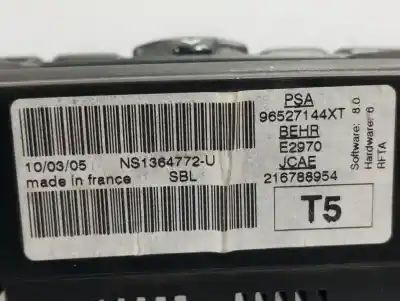 10/03/05 NS1364772-U
made in france SBL
PSA
96527144XT
BEHR
E2970
JCAE
216788954
T5
Software: 8.0
Hardware: 6
RFTA